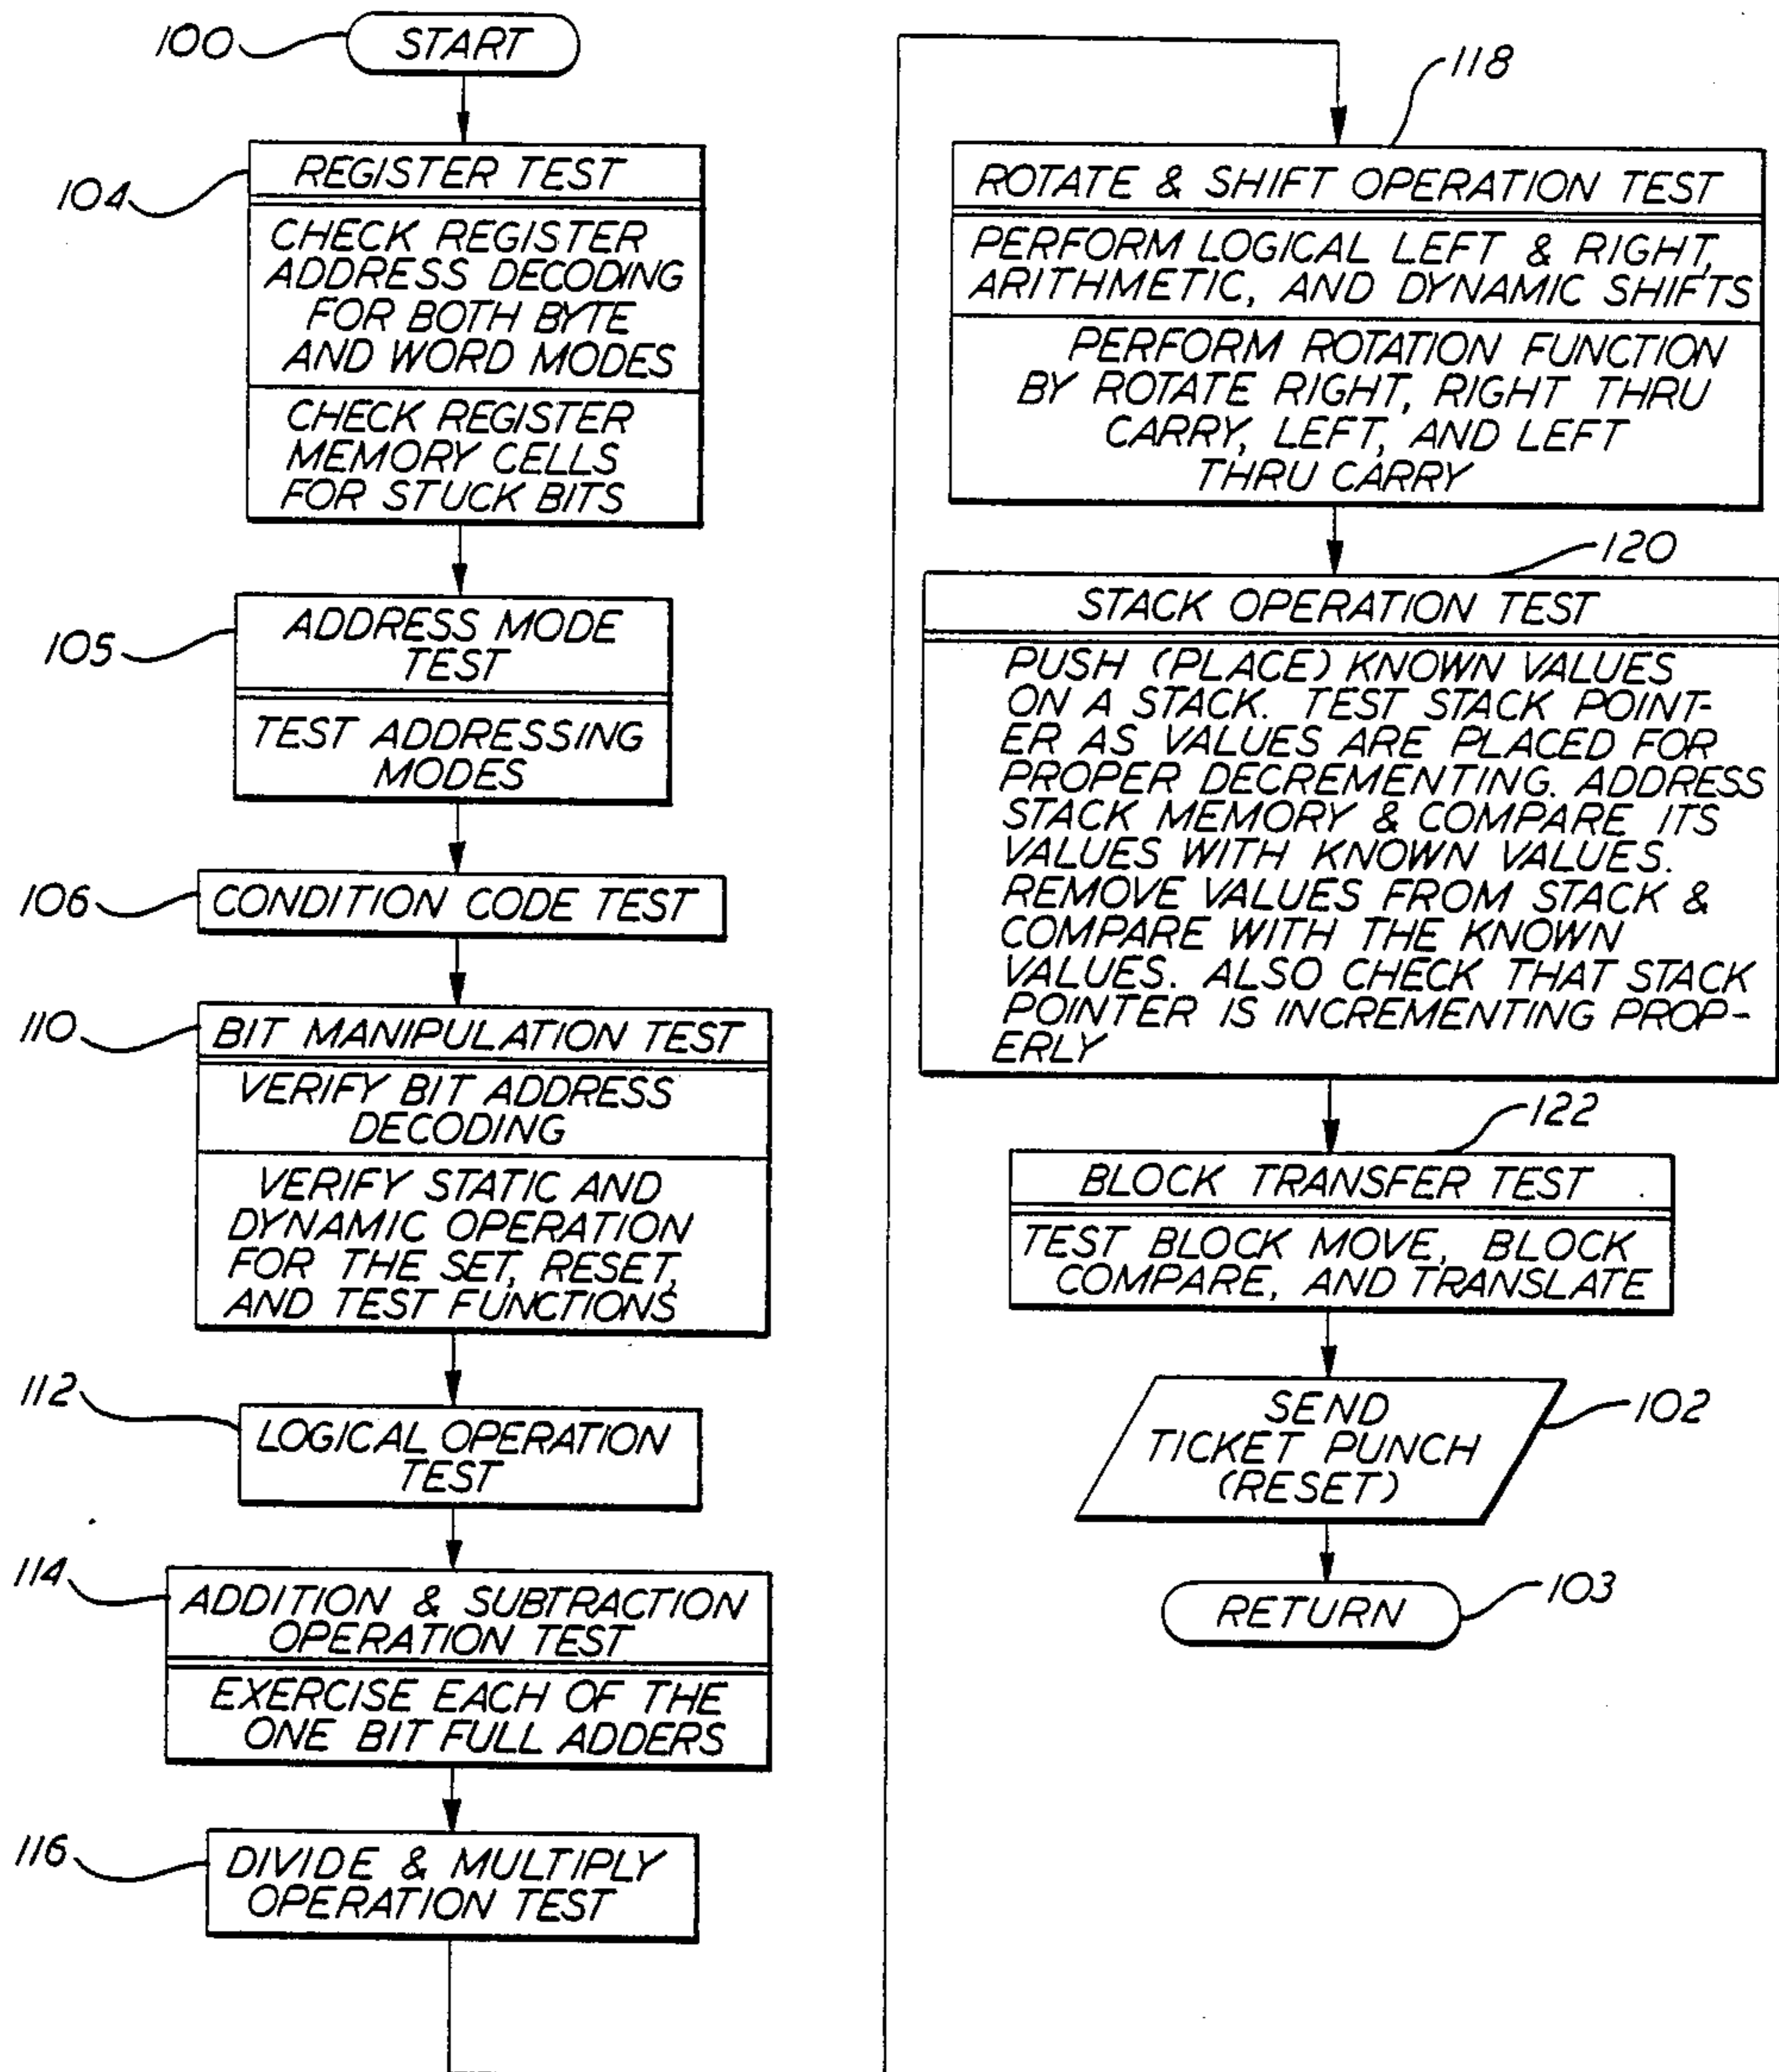 100
START
104
REGISTER TEST
CHECK REGISTER
ADDRESS DECODING
FOR BOTH BYTE
AND WORD MODES
CHECK REGISTER
MEMORY CELLS
FOR STUCK BITS
105
ADDRESS MODE
TEST
TEST ADDRESSING
MODES
106
CONDITION CODE TEST
110
BIT MANIPULATION TEST
VERIFY BIT ADDRESS
DECODING
VERIFY STATIC AND
DYNAMIC OPERATION
FOR THE SET, RESET,
AND TEST FUNCTIONS
112
LOGICAL OPERATION
TEST
114
ADDITION & SUBTRACTION
OPERATION TEST
EXERCISE EACH OF THE
ONE BIT FULL ADDERS
116
DIVIDE & MULTIPLY
OPERATION TEST
118
ROTATE & SHIFT OPERATION TEST
PERFORM LOGICAL LEFT & RIGHT,
ARITHMETIC, AND DYNAMIC SHIFTS
PERFORM ROTATION FUNCTION
BY ROTATE RIGHT, RIGHT THRU
CARRY, LEFT, AND LEFT
THRU CARRY
120
STACK OPERATION TEST
PUSH (PLACE) KNOWN VALUES
ON A STACK. TEST STACK POINT-
ER AS VALUES ARE PLACED FOR
PROPER DECREMENTING. ADDRESS
STACK MEMORY & COMPARE ITS
VALUES WITH KNOWN VALUES.
REMOVE VALUES FROM STACK &
COMPARE WITH THE KNOWN
VALUES. ALSO CHECK THAT STACK
POINTER IS INCREMENTING PROP-
ERLY
122
BLOCK TRANSFER TEST
TEST BLOCK MOVE, BLOCK
COMPARE, AND TRANSLATE
102
SEND
TICKET PUNCH
(RESET)
103
RETURN